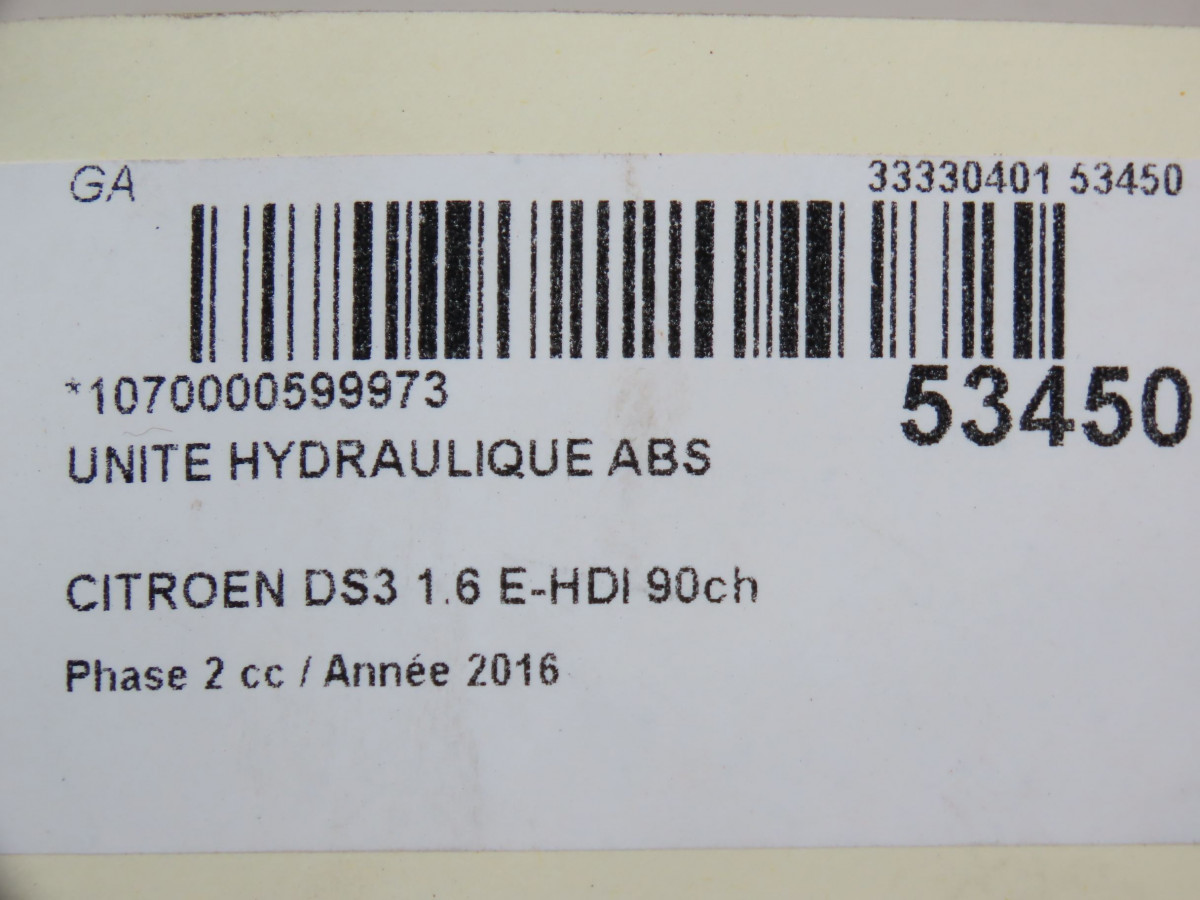 GA
33330401 53450
*1070000599973
53450
UNITE HYDRAULIQUE ABS
CITROEN DS3 1.6 E-HDI 90ch
Phase 2 cc / Année 2016